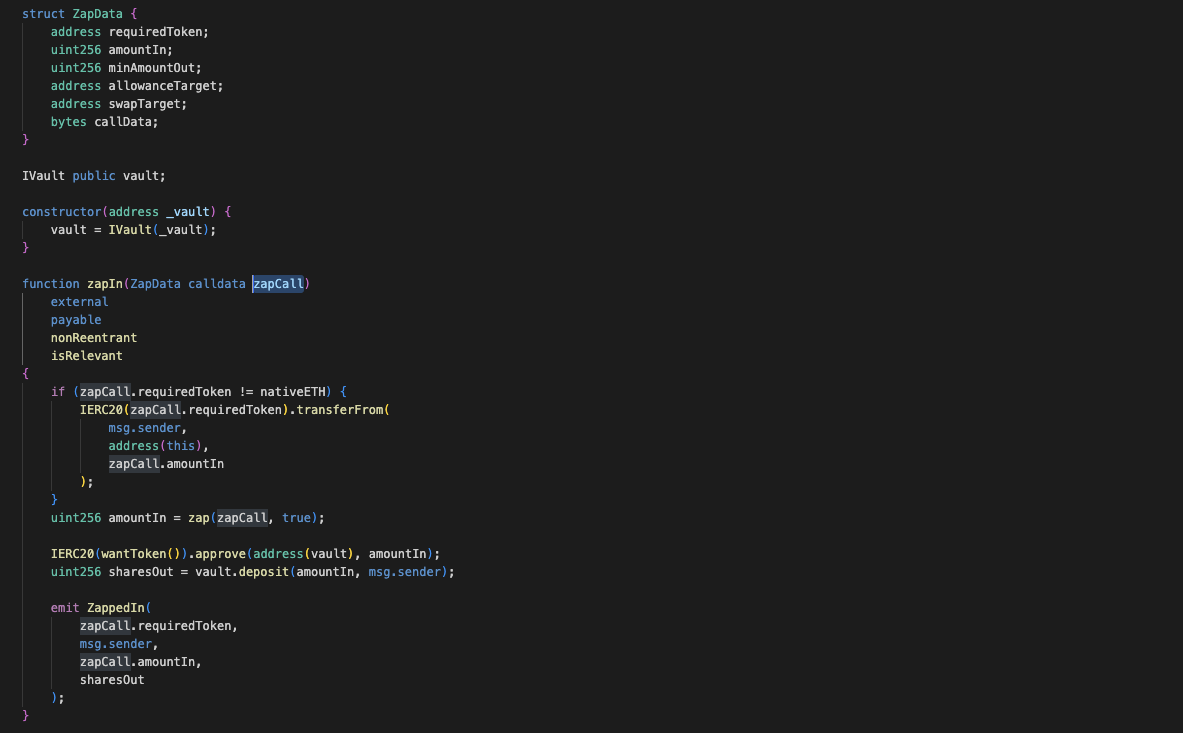 struct ZapData {
    address requiredToken;
    uint256 amountIn;
    uint256 minAmountOut;
    address allowanceTarget;
    address swapTarget;
    bytes callData;
}

IVault public vault;

constructor(address _vault) {
    vault = IVault(_vault);
}

function zapIn(ZapData calldata zapCall)
    external
    payable
    nonReentrant
    isRelevant
{
    if (zapCall.requiredToken != nativeETH) {
        IERC20(zapCall.requiredToken).transferFrom(
            msg.sender,
            address(this),
            zapCall.amountIn
        );
    }
    uint256 amountIn = zap(zapCall, true);

    IERC20(wantToken()).approve(address(vault), amountIn);
    uint256 sharesOut = vault.deposit(amountIn, msg.sender);

    emit ZappedIn(
        zapCall.requiredToken,
        msg.sender,
        zapCall.amountIn,
        sharesOut
    );
}